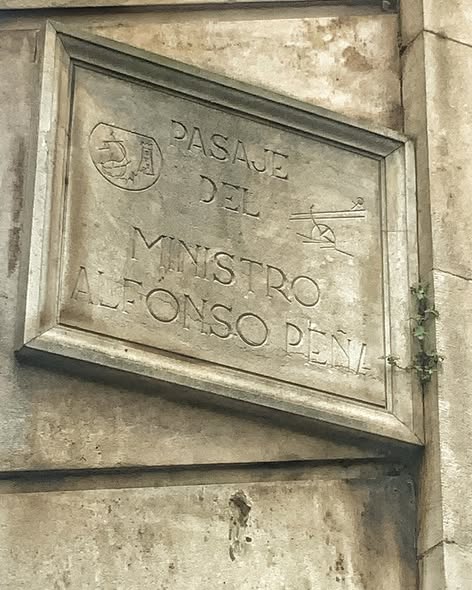 PASAJE
DEL
MINISTRO
ALFONSO PEÑA